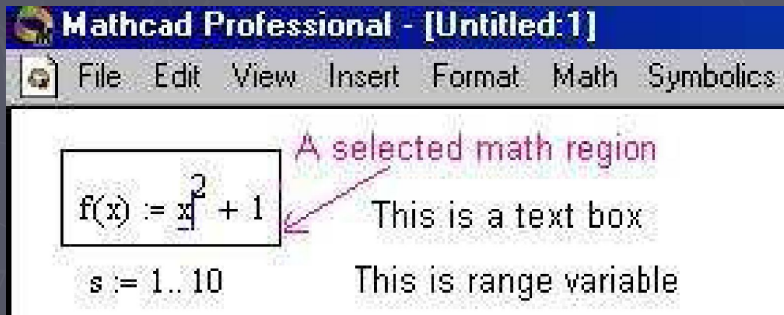 Mathcad Professional - [Untitled:1]
File Edit View Insert Format Math Symbolics
A selected math region
f(x) := x² + 1
This is a text box
s := 1.. 10
This is range variable